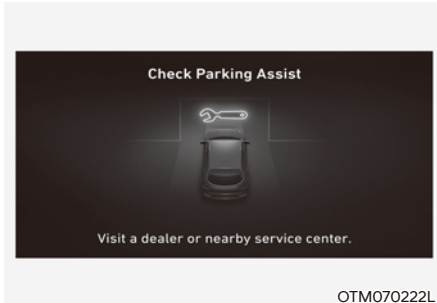 Check Parking Assist
Visit a dealer or nearby service center.
OTM070222L